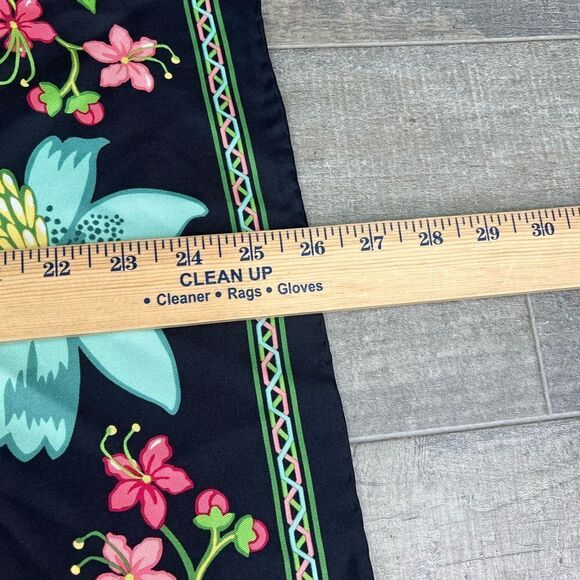 22 23 24 25 26 27 28 29 30
CLEAN UP
• Cleaner • Rags • Gloves